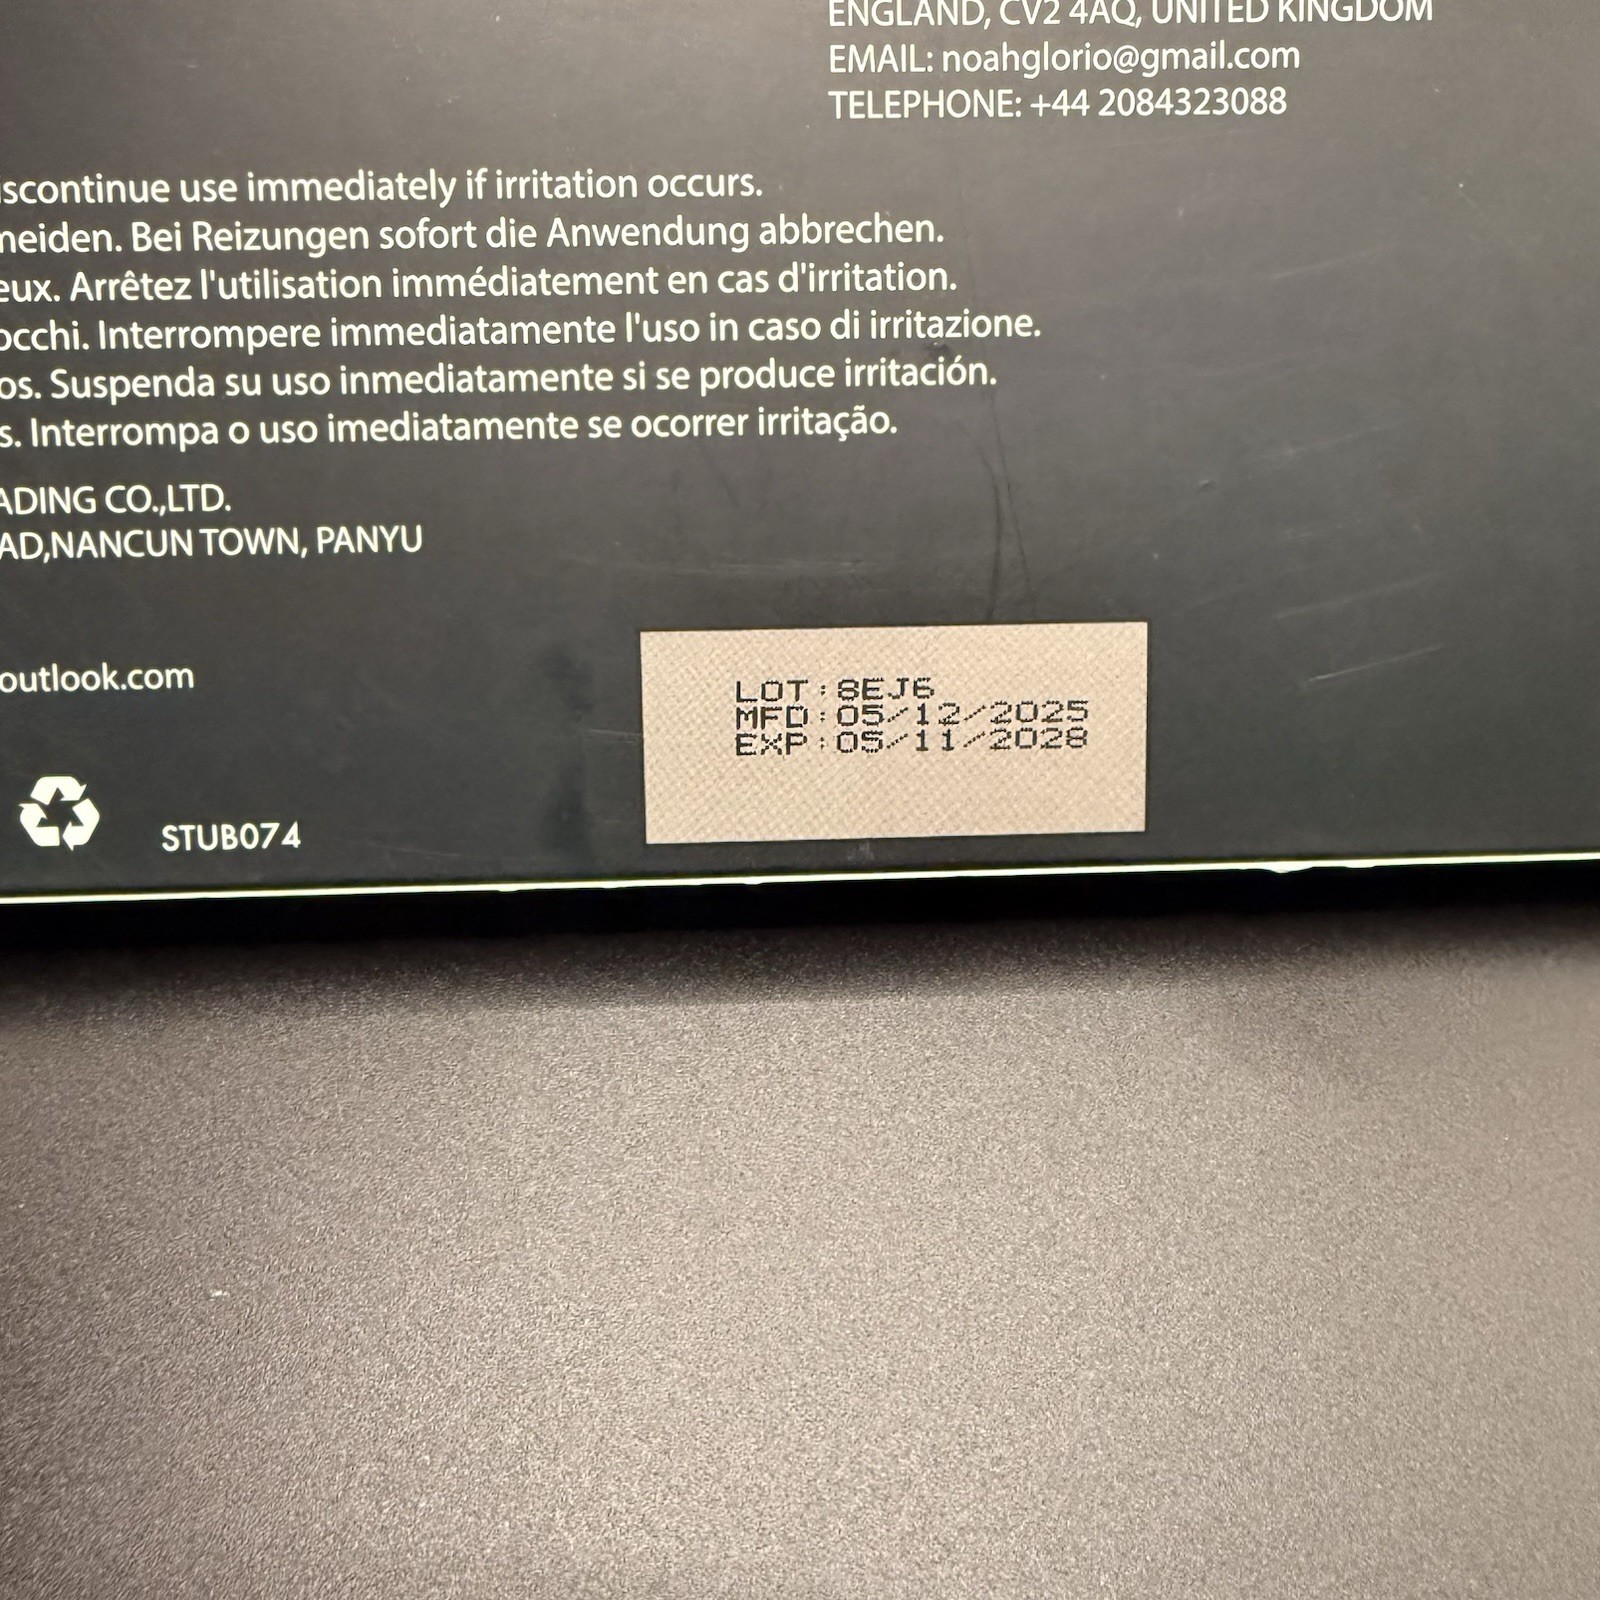 ENGLAND, CV2 4AQ, UNITED KINGDOM
EMAIL: noahglorio@gmail.com
TELEPHONE: +44 2084323088
iscontinue use immediately if irritation occurs.
neiden. Bei Reizungen sofort die Anwendung abbrechen.
eux. Arrêtez l'utilisation immédiatement en cas d'irritation.
occhi. Interrompere immediatamente l'uso in caso di irritazione.
os. Suspenda su uso inmediatamente si se produce irritación.
s. Interrompa o uso imediatamente se ocorrer irritação.
ADING CO.,LTD.
AD,NANCUN TOWN, PANYU
outlook.com
LOT:8EJ6
MFD:05/12/2025
EXP:05/11/2028
STUB074